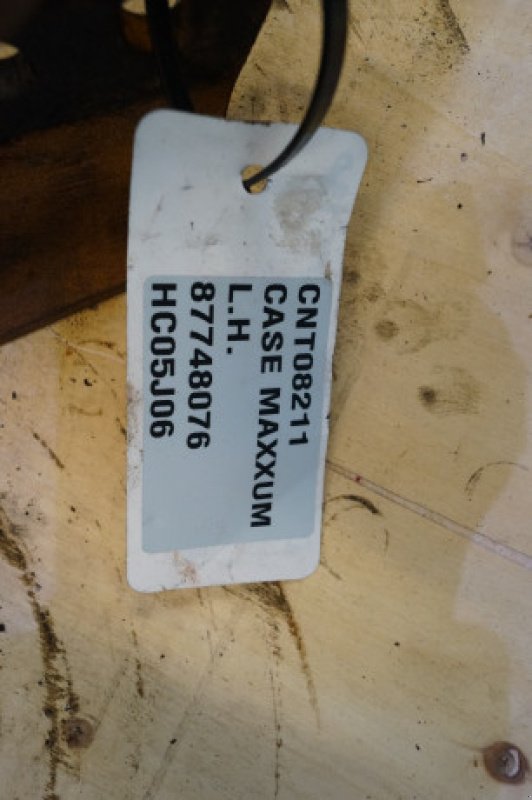 CNT08211
CASE MAXXUM
L.H.
87748076
HC05J06